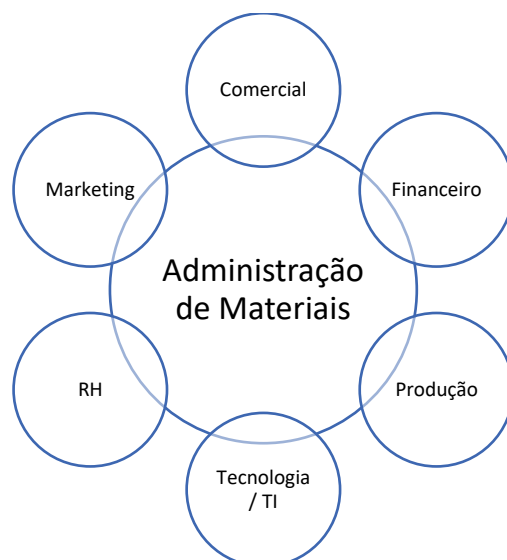 Comercial
Marketing
Financeiro
Administração
de Materiais
RH
Produção
Tecnologia
/ TI